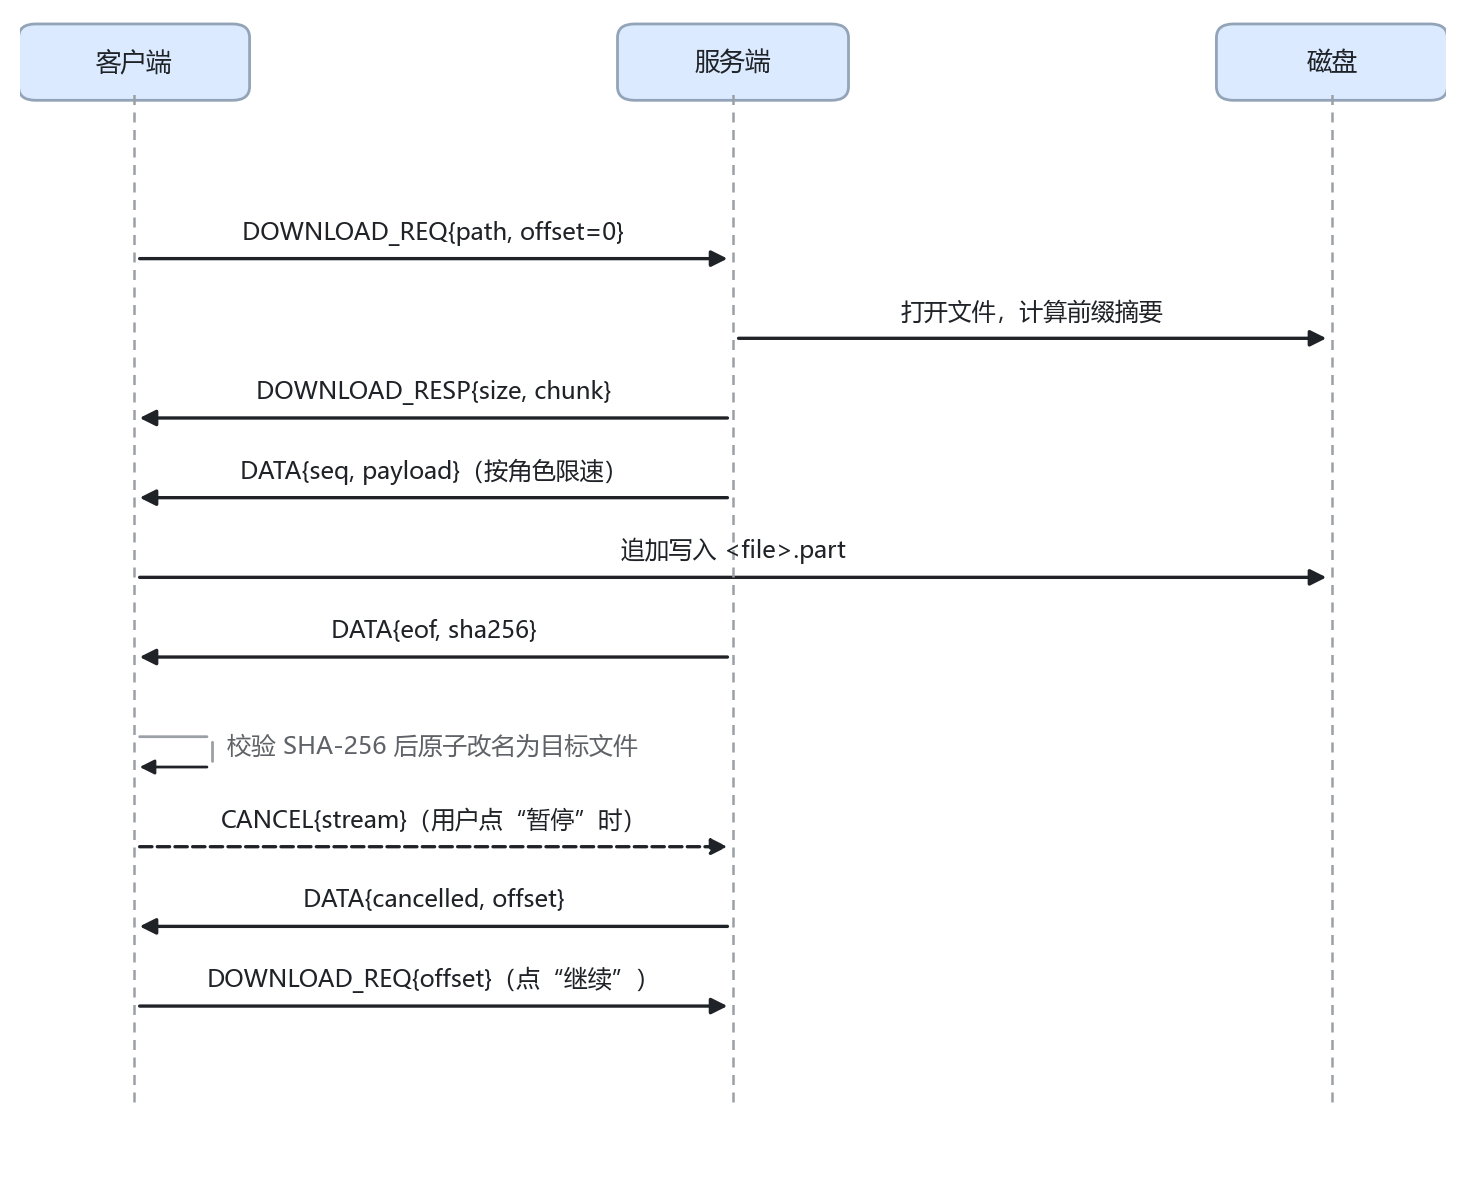 客户端
服务端
磁盘
DOWNLOAD_REQ{path, offset=0}
打开文件，计算前缀摘要
DOWNLOAD_RESP{size, chunk}
DATA{seq, payload}（按角色限速）
追加写入 <file>.part
DATA{eof, sha256}
校验 SHA-256 后原子改名为目标文件
CANCEL{stream}（用户点“暂停”时）
DATA{cancelled, offset}
DOWNLOAD_REQ{offset}（点“继续”）